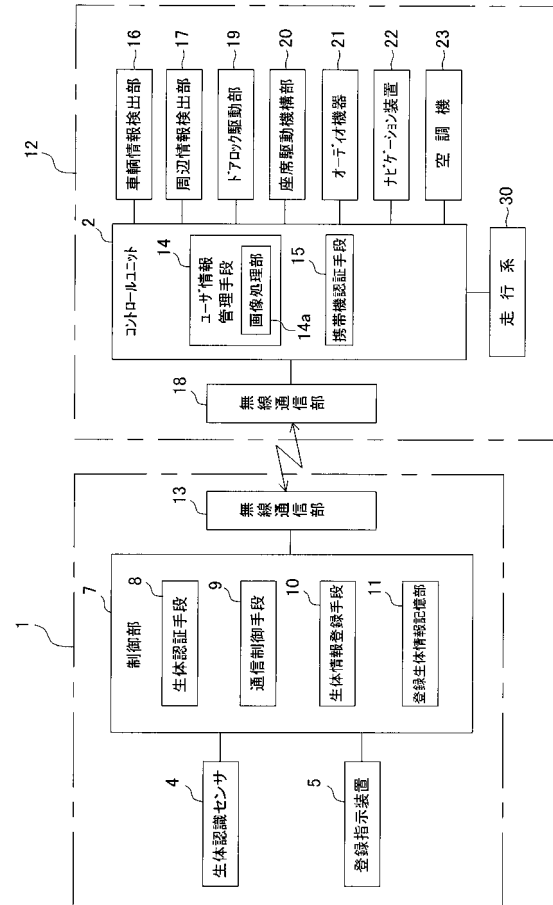 1
7
制御部
8
生体認証手段
9
通信制御手段
10
生体情報登録手段
11
登録生体情報記憶部
4
生体認識センサ
5
登録指示装置
13
無線通信部
12
18
無線通信部
2
コントロールユニット
14
ユーザ情報
管理手段
画像処理部
14a
15
携帯機認証手段
車輌情報検出部
16
周辺情報検出部
17
ドアロック駆動部
19
座席駆動機構部
20
オーディオ機器
21
ナビゲーション装置
22
空調機
23
走行系
30